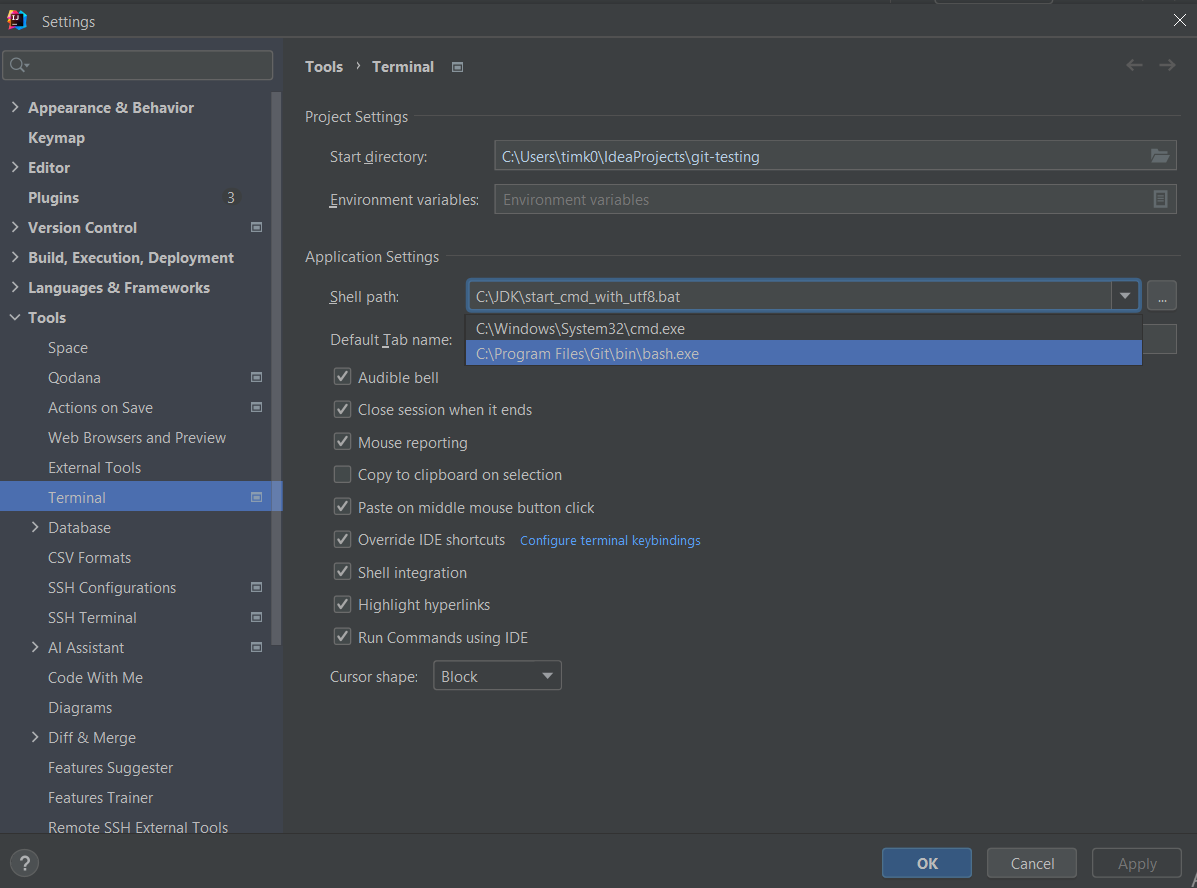 Settings
Tools › Terminal
Appearance & Behavior
Keymap
Editor
Plugins 3
Version Control
Build, Execution, Deployment
Languages & Frameworks
Tools
Space
Qodana
Actions on Save
Web Browsers and Preview
External Tools
Terminal
Database
CSV Formats
SSH Configurations
SSH Terminal
AI Assistant
Code With Me
Diagrams
Diff & Merge
Features Suggester
Features Trainer
Remote SSH External Tools
Project Settings
Start directory: C:\Users\timk0\IdeaProjects\git-testing
Environment variables: Environment variables
Application Settings
Shell path: C:\JDK\start_cmd_with_utf8.bat ...
C:\Windows\System32\cmd.exe
Default Tab name:
C:\Program Files\Git\bin\bash.exe
Audible bell
Close session when it ends
Mouse reporting
Copy to clipboard on selection
Paste on middle mouse button click
Override IDE shortcuts Configure terminal keybindings
Shell integration
Highlight hyperlinks
Run Commands using IDE
Cursor shape: Block
? OK Cancel Apply